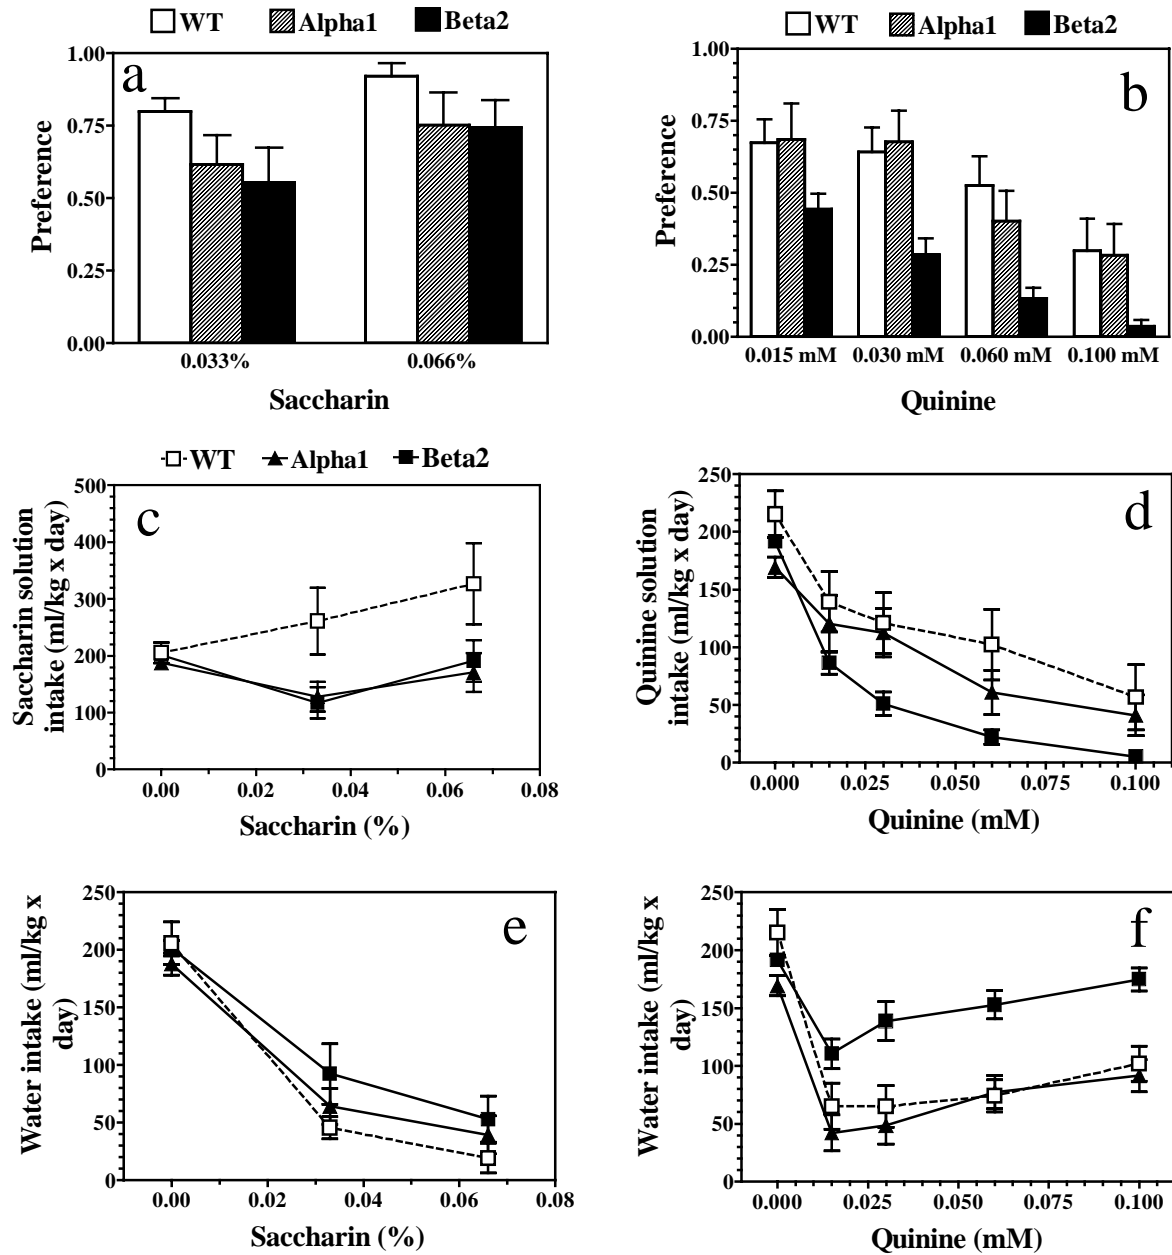 WT Alpha1 Beta2
a
1.00
0.75
0.50
0.25
0.00
Preference
0.033% 0.066%
Saccharin
WT Alpha1 Beta2
b
1.00
0.75
0.50
0.25
0.00
Preference
0.015 mM 0.030 mM 0.060 mM 0.100 mM
Quinine
WT Alpha1 Beta2
c
500
400
300
200
100
0
Saccharin solution
intake (ml/kg x day)
0.00 0.02 0.04 0.06 0.08
Saccharin (%)
d
250
200
150
100
50
0
Quinine solution
intake (ml/kg x day)
0.000 0.025 0.050 0.075 0.100
Quinine (mM)
e
250
200
150
100
50
0
Water intake (ml/kg x
day)
0.00 0.02 0.04 0.06 0.08
Saccharin (%)
f
250
200
150
100
50
0
Water intake (ml/kg x
day)
0.000 0.025 0.050 0.075 0.100
Quinine (mM)